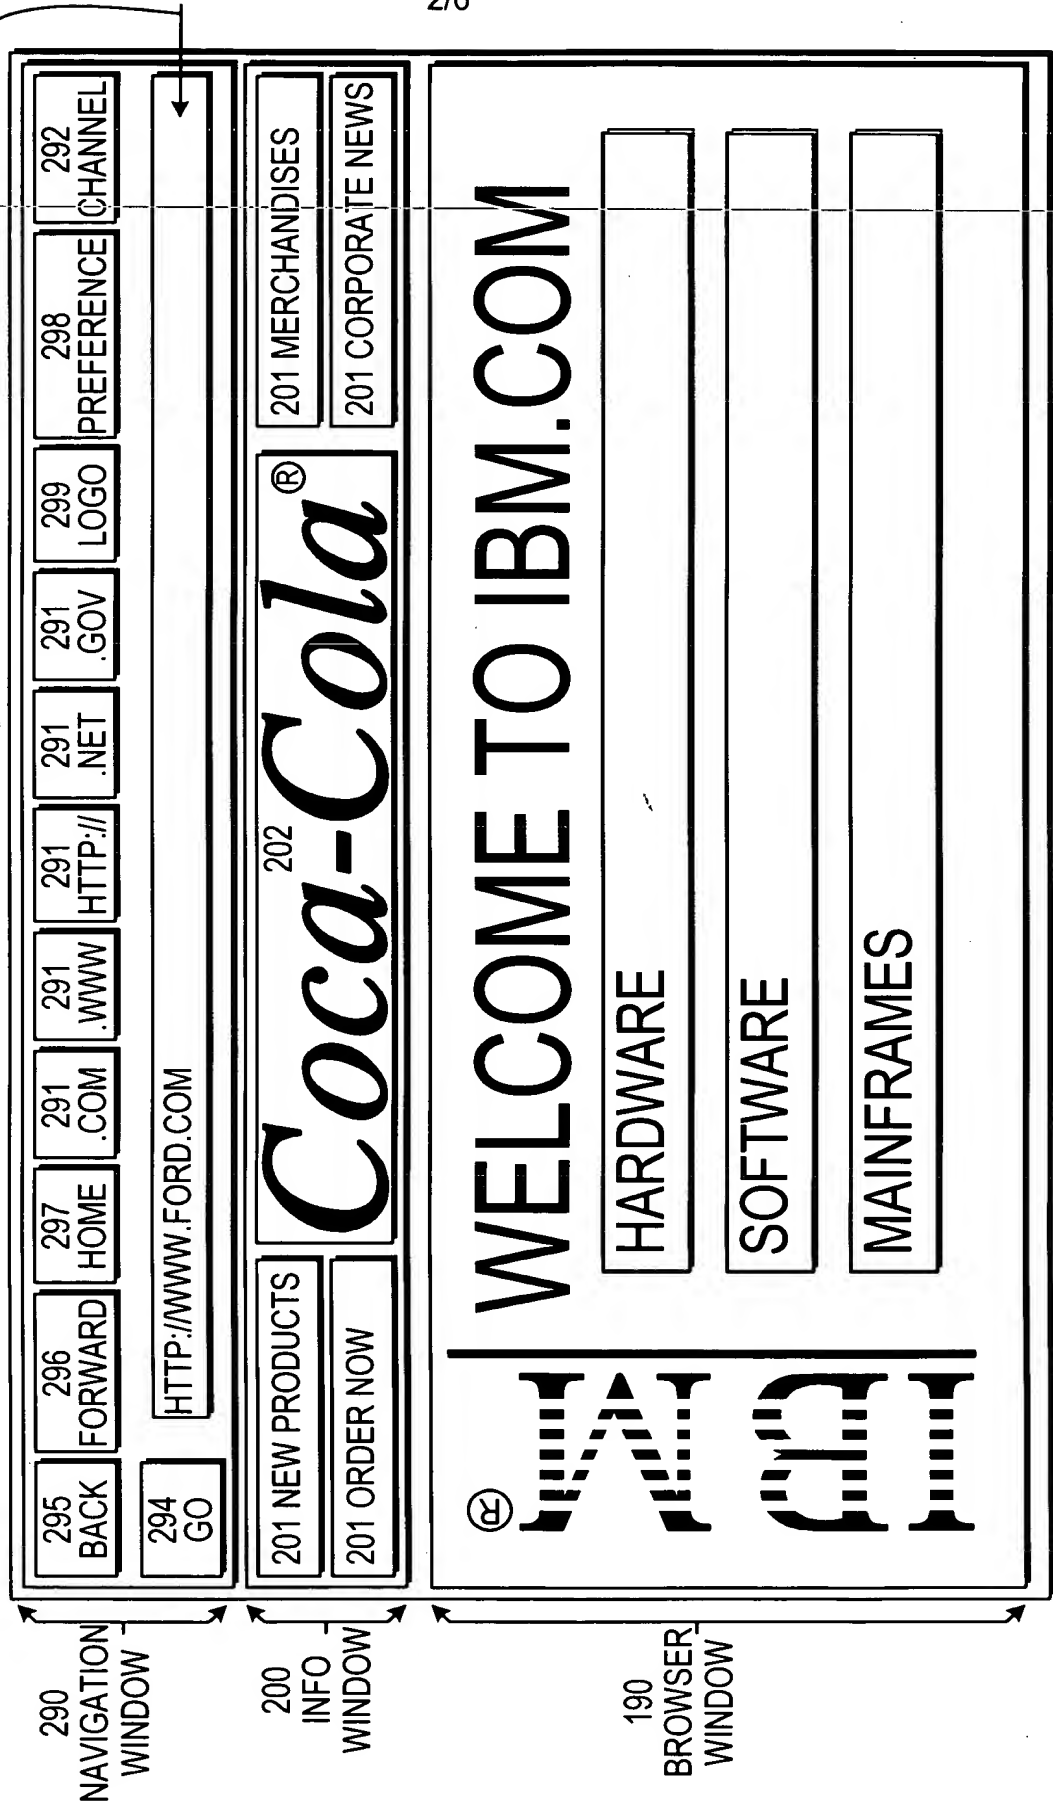 2/6
290
NAVIGATION
WINDOW
295
BACK
296
FORWARD
297
HOME
291
.COM
291
.WWW
291
HTTP://
291
.NET
291
.GOV
299
LOGO
298
PREFERENCE
292
CHANNEL
294
GO
HTTP://WWW.FORD.COM
200
INFO
WINDOW
201 NEW PRODUCTS
201 ORDER NOW
202
Coca-Cola®
201 MERCHANDISES
201 CORPORATE NEWS
190
BROWSER
WINDOW
IBM®
WELCOME TO IBM.COM
HARDWARE
SOFTWARE
MAINFRAMES